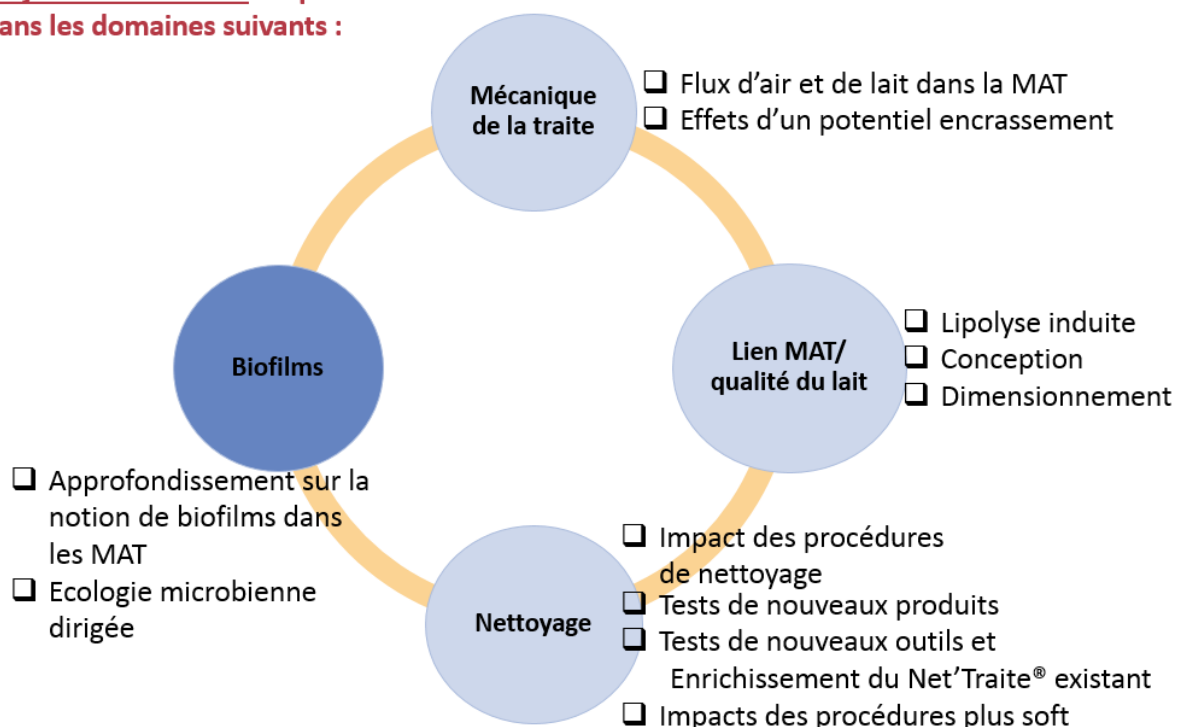 ans les domaines suivants :
Mécanique
de la traite
❑ Flux d'air et de lait dans la MAT
❑ Effets d'un potentiel encrassement
Biofilms
Lien MAT/
qualité du lait
❑ Lipolyse induite
❑ Conception
❑ Dimensionnement
❑ Approfondissement sur la
notion de biofilms dans
les MAT
❑ Ecologie microbienne
dirigée
Nettoyage
❑ Impact des procédures
de nettoyage
❑ Tests de nouveaux produits
❑ Tests de nouveaux outils et
Enrichissement du Net'Traite® existant
❑ Impacts des procédures plus soft